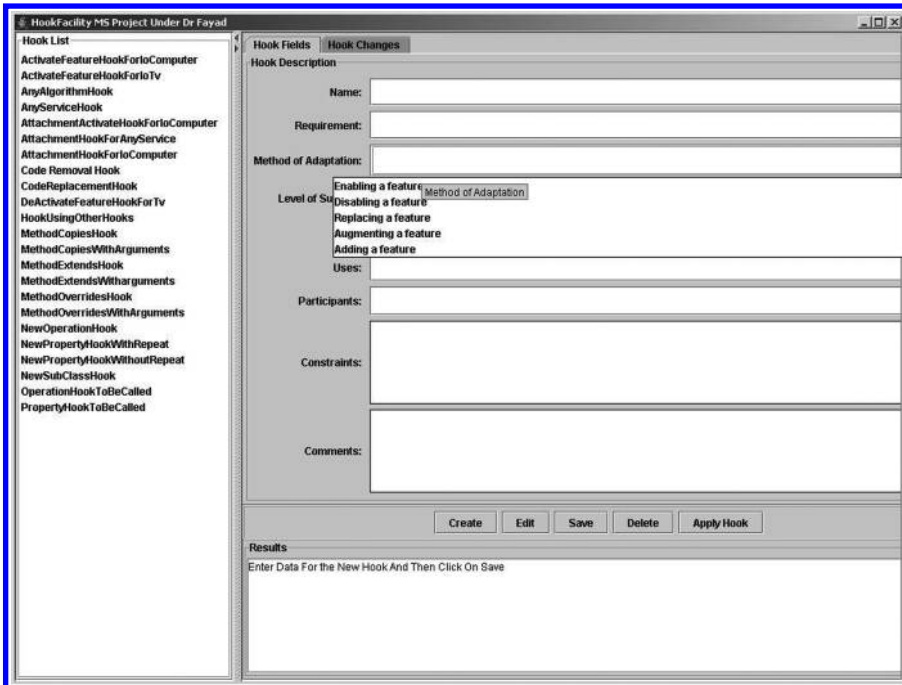 HookFacility MS Project Under Dr Fayad
Hook List
ActivateFeatureHookForIoComputer
ActivateFeatureHookForIoTv
AnyAlgorithmHook
AnyServiceHook
AttachmentActivateHookForIoComputer
AttachmentHookForAnyService
AttachmentHookForIoComputer
Code Removal Hook
CodeReplacementHook
DeActivateFeatureHookForTv
HookUsingOtherHooks
MethodCopiesHook
MethodCopiesWithArguments
MethodExtendsHook
MethodExtendsWitharguments
MethodOverridesHook
MethodOverridesWithArguments
NewOperationHook
NewPropertyHookWithRepeat
NewPropertyHookWithoutRepeat
NewSubClassHook
OperationHookToBeCalled
PropertyHookToBeCalled
Hook Fields Hook Changes
Hook Description
Name:
Requirement:
Method of Adaptation:
Level of Su
Enabling a feature
Method of Adaptation
Disabling a feature
Replacing a feature
Augmenting a feature
Adding a feature
Uses:
Participants:
Constraints:
Comments:
Create Edit Save Delete Apply Hook
Results
Enter Data For the New Hook And Then Click On Save